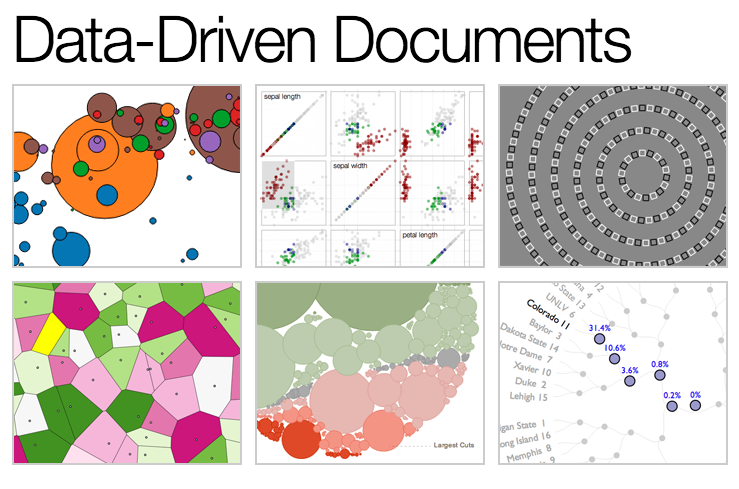 Data-Driven Documents
sepal length
sepal width
petal length
Largest Cuts
12
4
State 13
UNLV 6
Colorado 11
Baylor 3
Dakota State 14
Notre Dame 7
Xavier 10
Duke 2
Lehigh 15
igan State 1
ong Island 16
Memphis 8
9
31.4%
10.6%
3.6%
0.8%
0.2%
0%